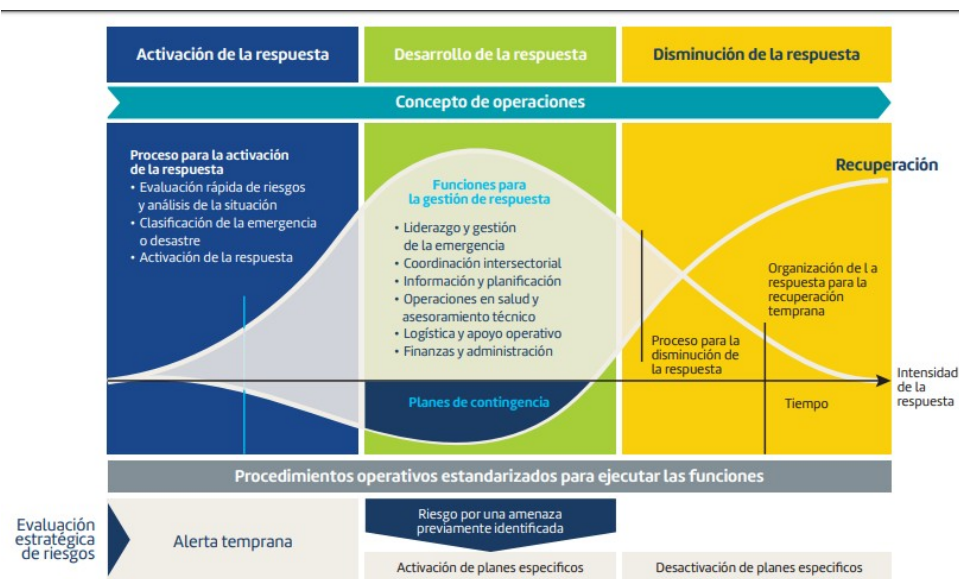 Activación de la respuesta
Desarrollo de la respuesta
Disminución de la respuesta
Concepto de operaciones
Proceso para la activación
de la respuesta
• Evaluación rápida de riesgos
y análisis de la situación
• Clasificación de la emergencia
o desastre
• Activación de la respuesta
Funciones para
la gestión de respuesta
• Liderazgo y gestión
de la emergencia
• Coordinación intersectorial
• Información y planificación
• Operaciones en salud y
asesoramiento técnico
• Logística y apoyo operativo
• Finanzas y administración
Planes de contingencia
Recuperación
Organización de l a
respuesta para la
recuperación
temprana
Proceso para la
disminución de
la respuesta
Tiempo
Intensidad
de la
respuesta
Procedimientos operativos estandarizados para ejecutar las funciones
Evaluación
estratégica
de riesgos
Alerta temprana
Riesgo por una amenaza
previamente identificada
Activación de planes especificos
Desactivación de planes especificos